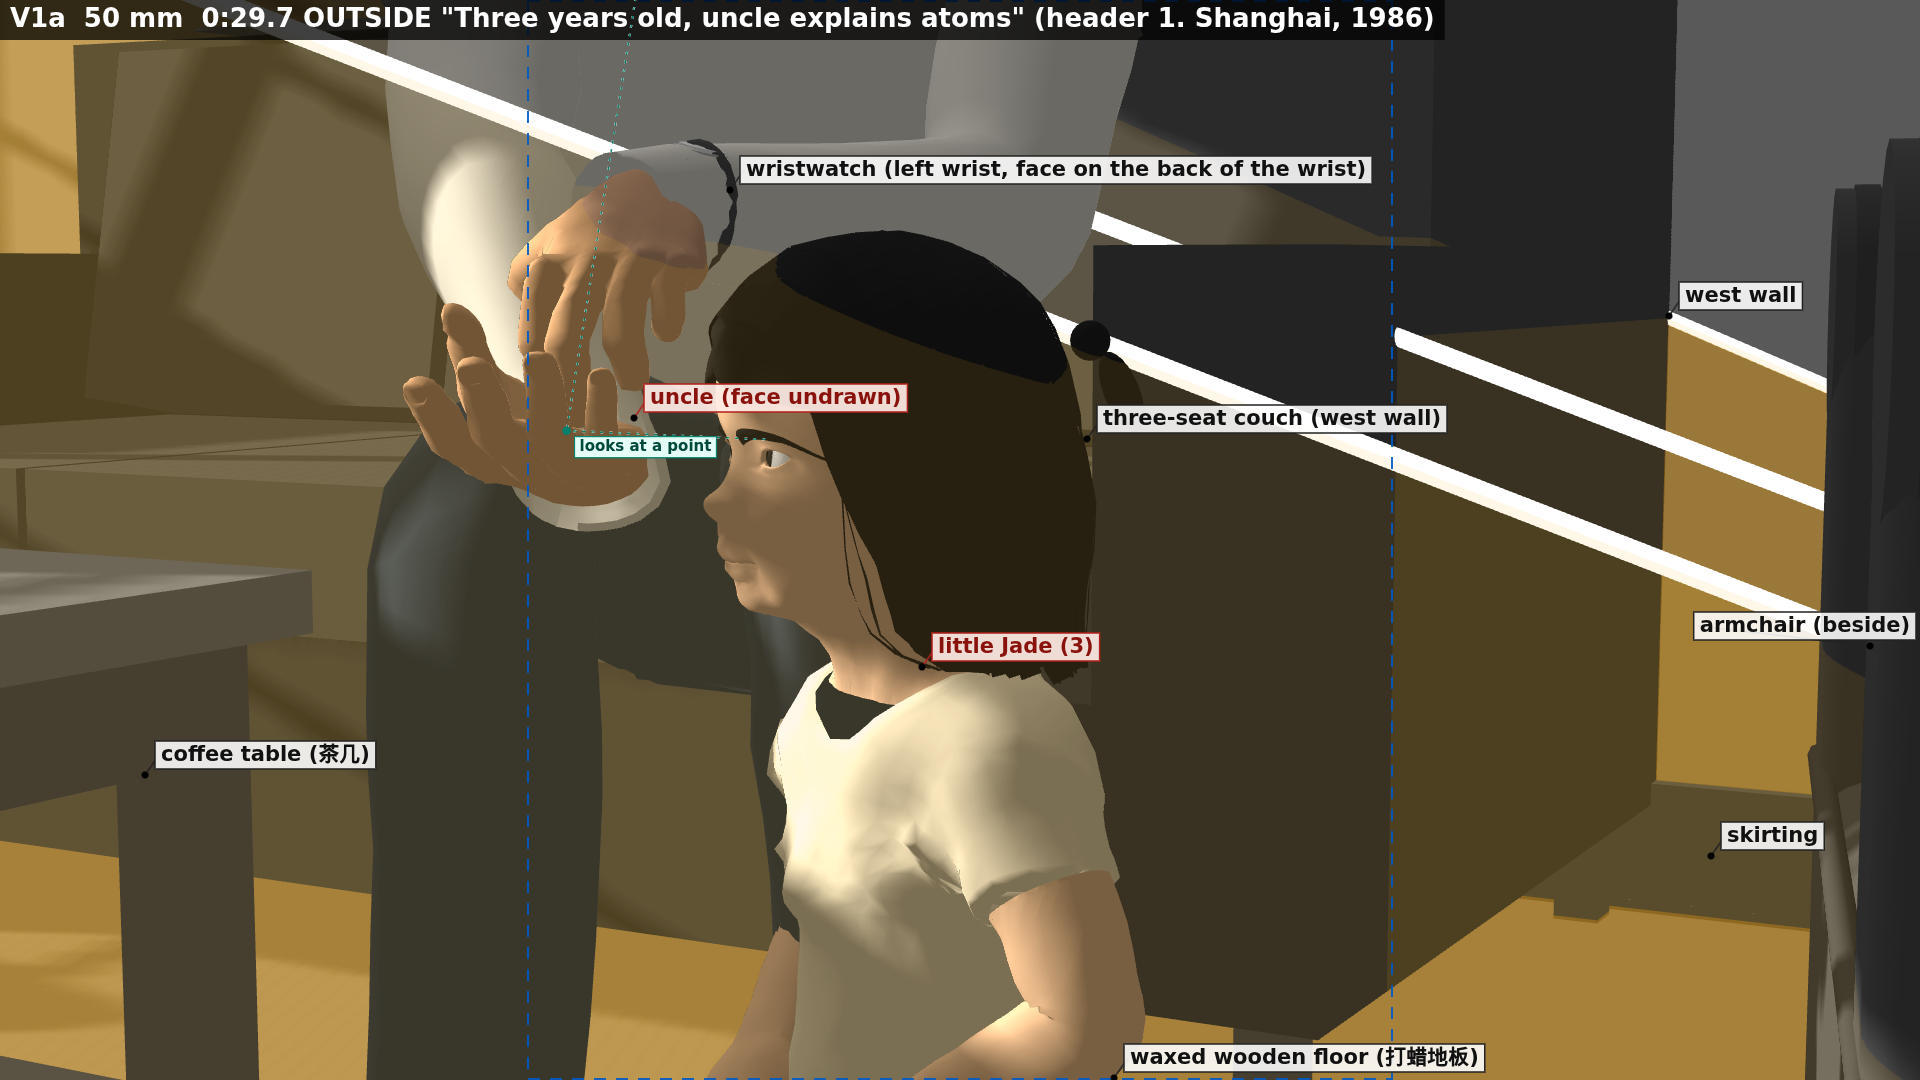 V1a 50 mm 0:29.7 OUTSIDE "Three years old, uncle explains atoms" (header 1. Shanghai, 1986)
wristwatch (left wrist, face on the back of the wrist)
west wall
uncle (face undrawn)
three-seat couch (west wall)
looks at a point
armchair (beside)
little Jade (3)
coffee table (茶几)
skirting
waxed wooden floor (打蜡地板)